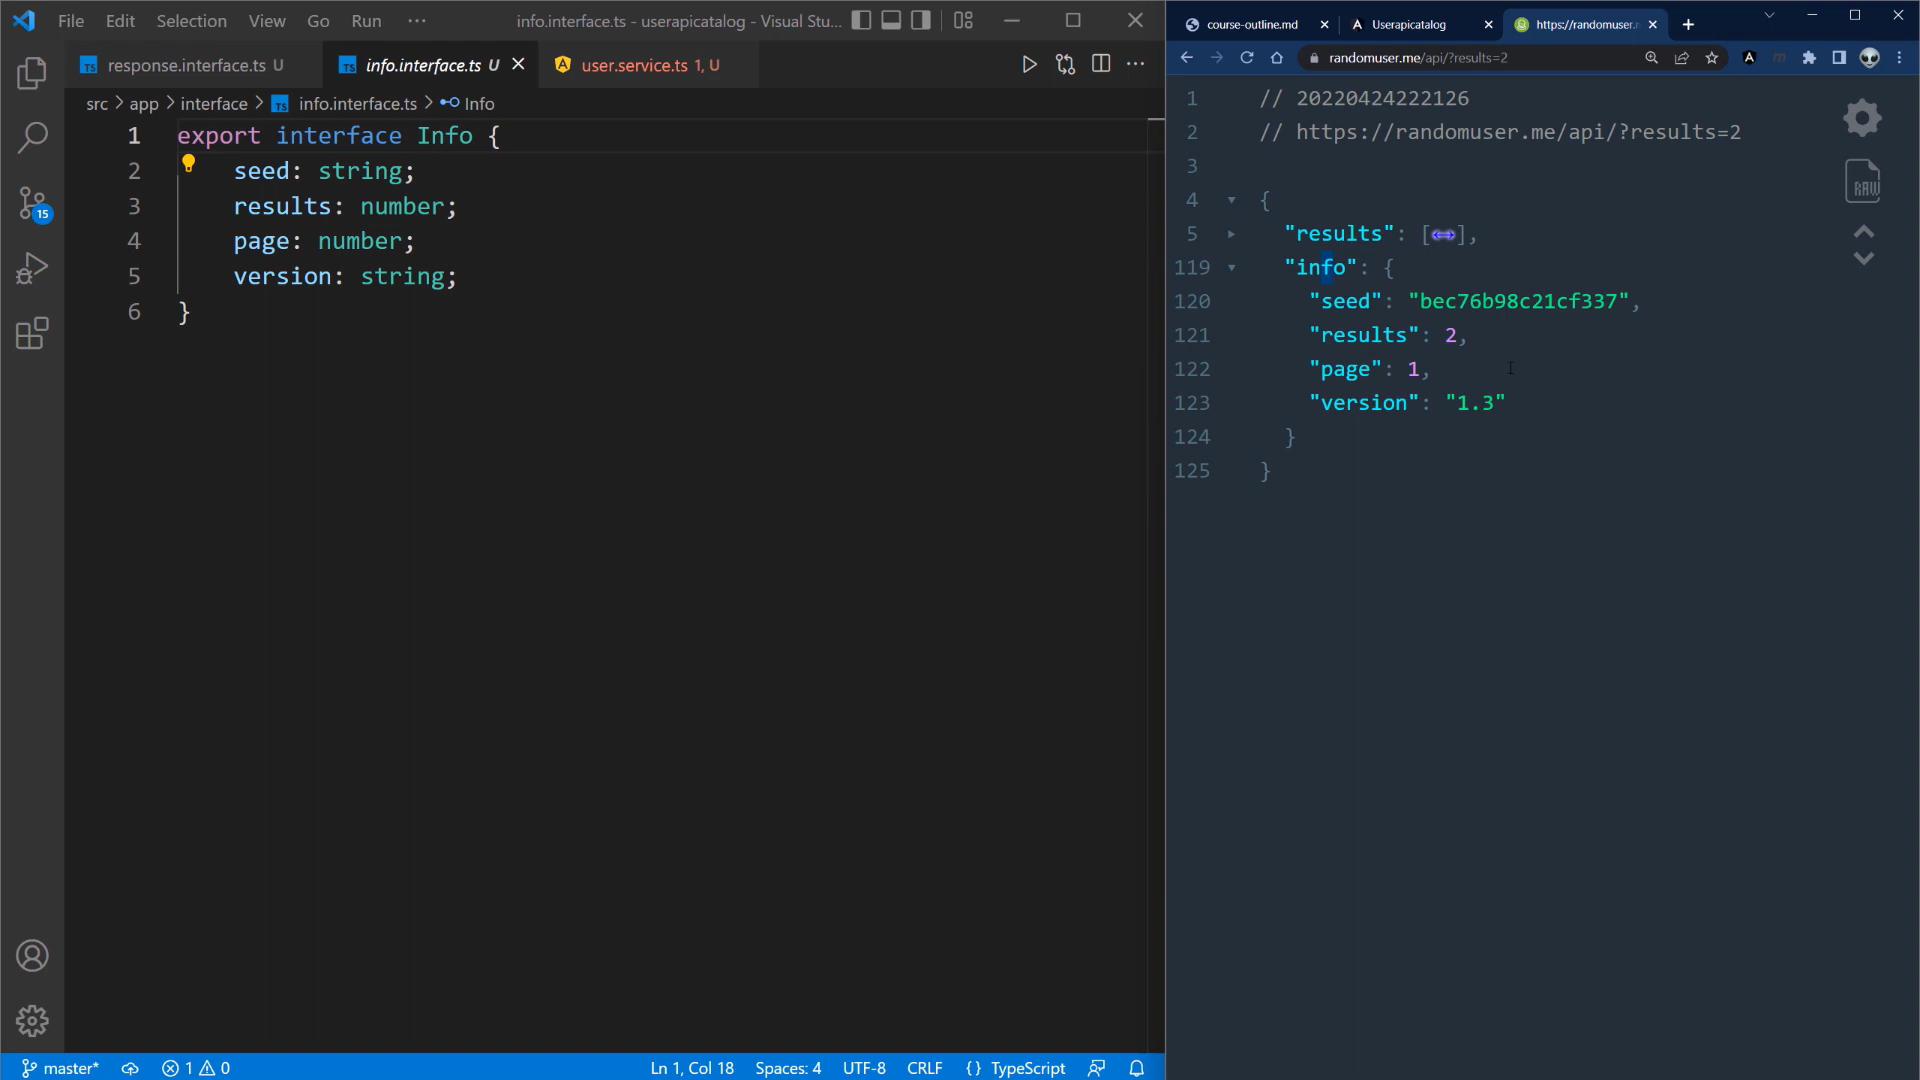 File Edit Selection View Go Run ··· info.interface.ts - userapicatalog - Visual Stu...
response.interface.ts U info.interface.ts U user.service.ts 1, U
src > app > interface > TS info.interface.ts > Info
1 export interface Info {
2 seed: string;
3 results: number;
4 page: number;
5 version: string;
6 }
15
master* 1 0 Ln 1, Col 18 Spaces: 4 UTF-8 CRLF {} TypeScript
course-outline.md Userapicatalog https://randomuser.
randomuser.me/api/?results=2
1 // 20220424222126
2 // https://randomuser.me/api/?results=2
3
4 {
5 "results": [↔],
119 "info": {
120 "seed": "bec76b98c21cf337",
121 "results": 2,
122 "page": 1,
123 "version": "1.3"
124 }
125 }
RAW